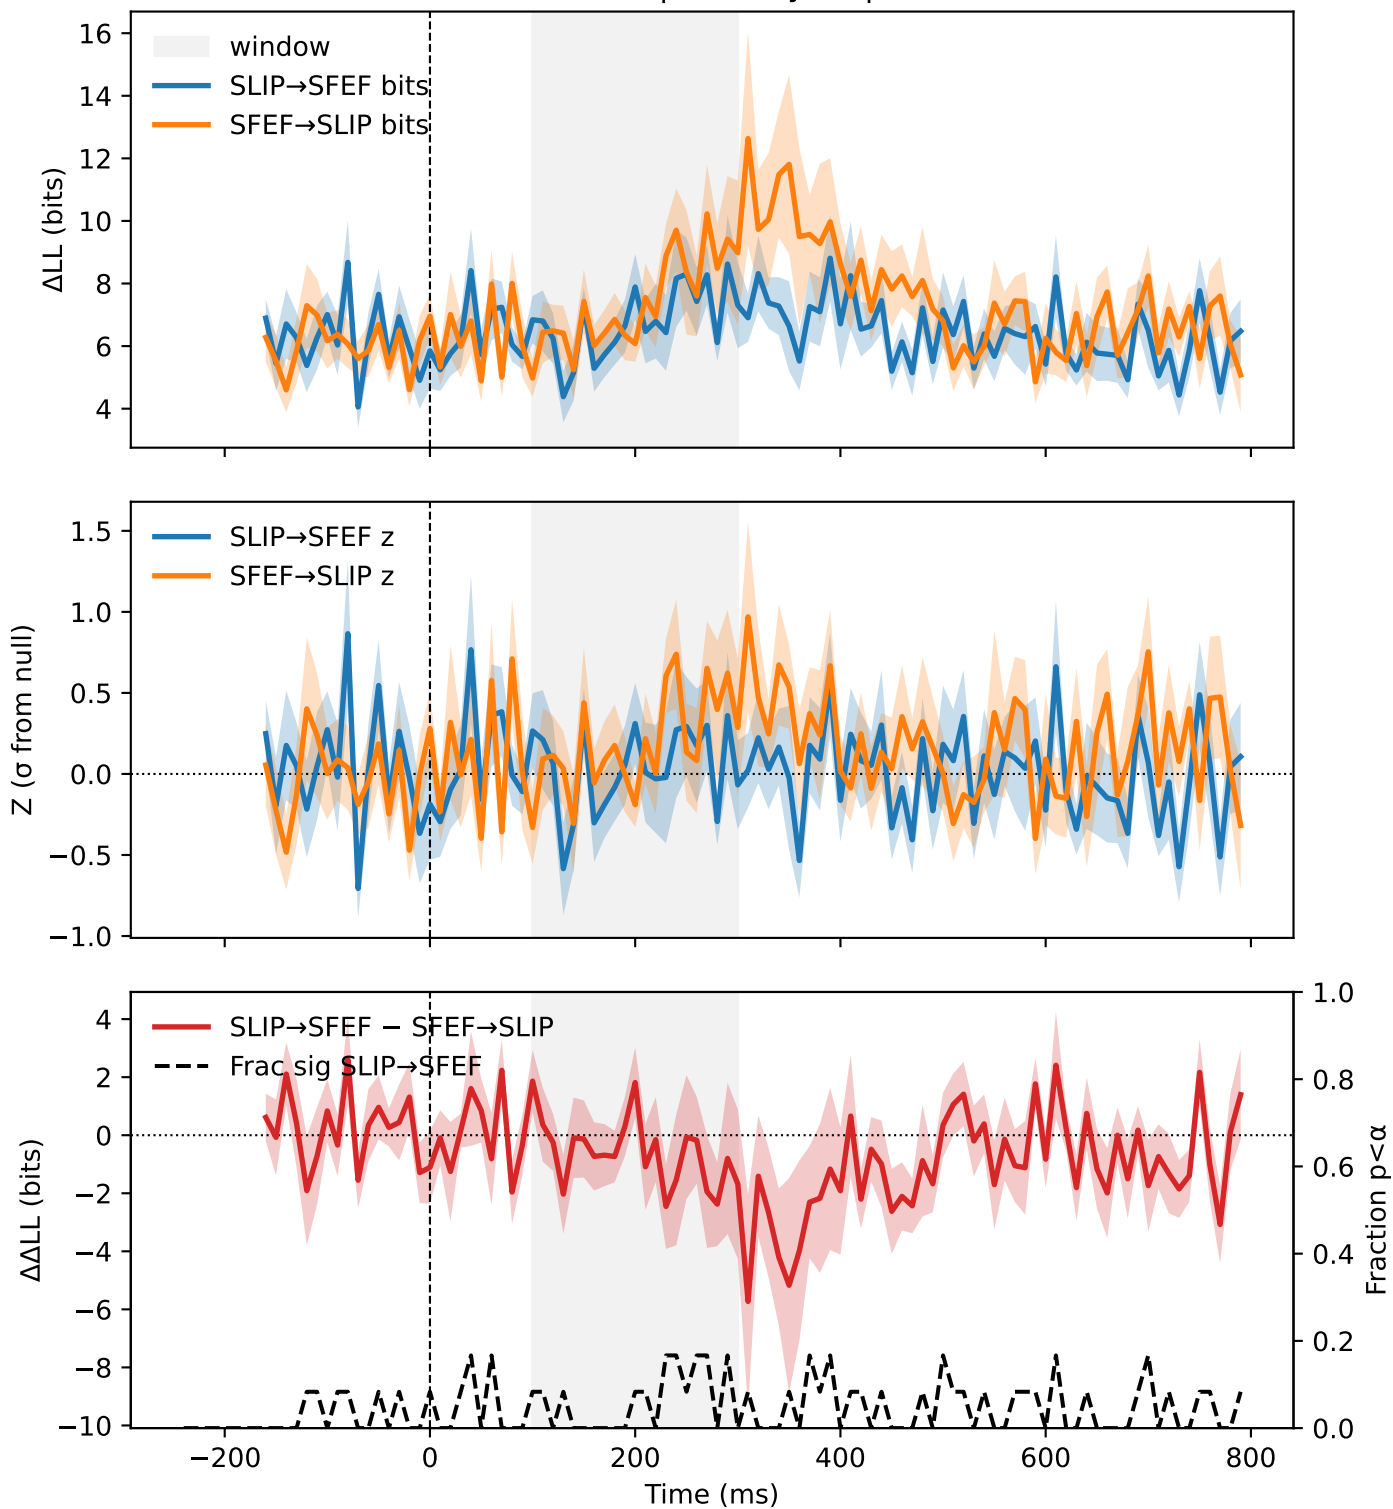 16
14
12
10
8
6
4
ΔLL (bits)
window
SLIP→SFEF bits
SFEF→SLIP bits
1.5
1.0
0.5
0.0
−0.5
−1.0
Z (σ from null)
SLIP→SFEF z
SFEF→SLIP z
4
2
0
−2
−4
−6
−8
−10
ΔΔLL (bits)
SLIP→SFEF − SFEF→SLIP
Frac sig SLIP→SFEF
1.0
0.8
0.6
0.4
0.2
0.0
Fraction p<α
−200 0 200 400 600 800
Time (ms)